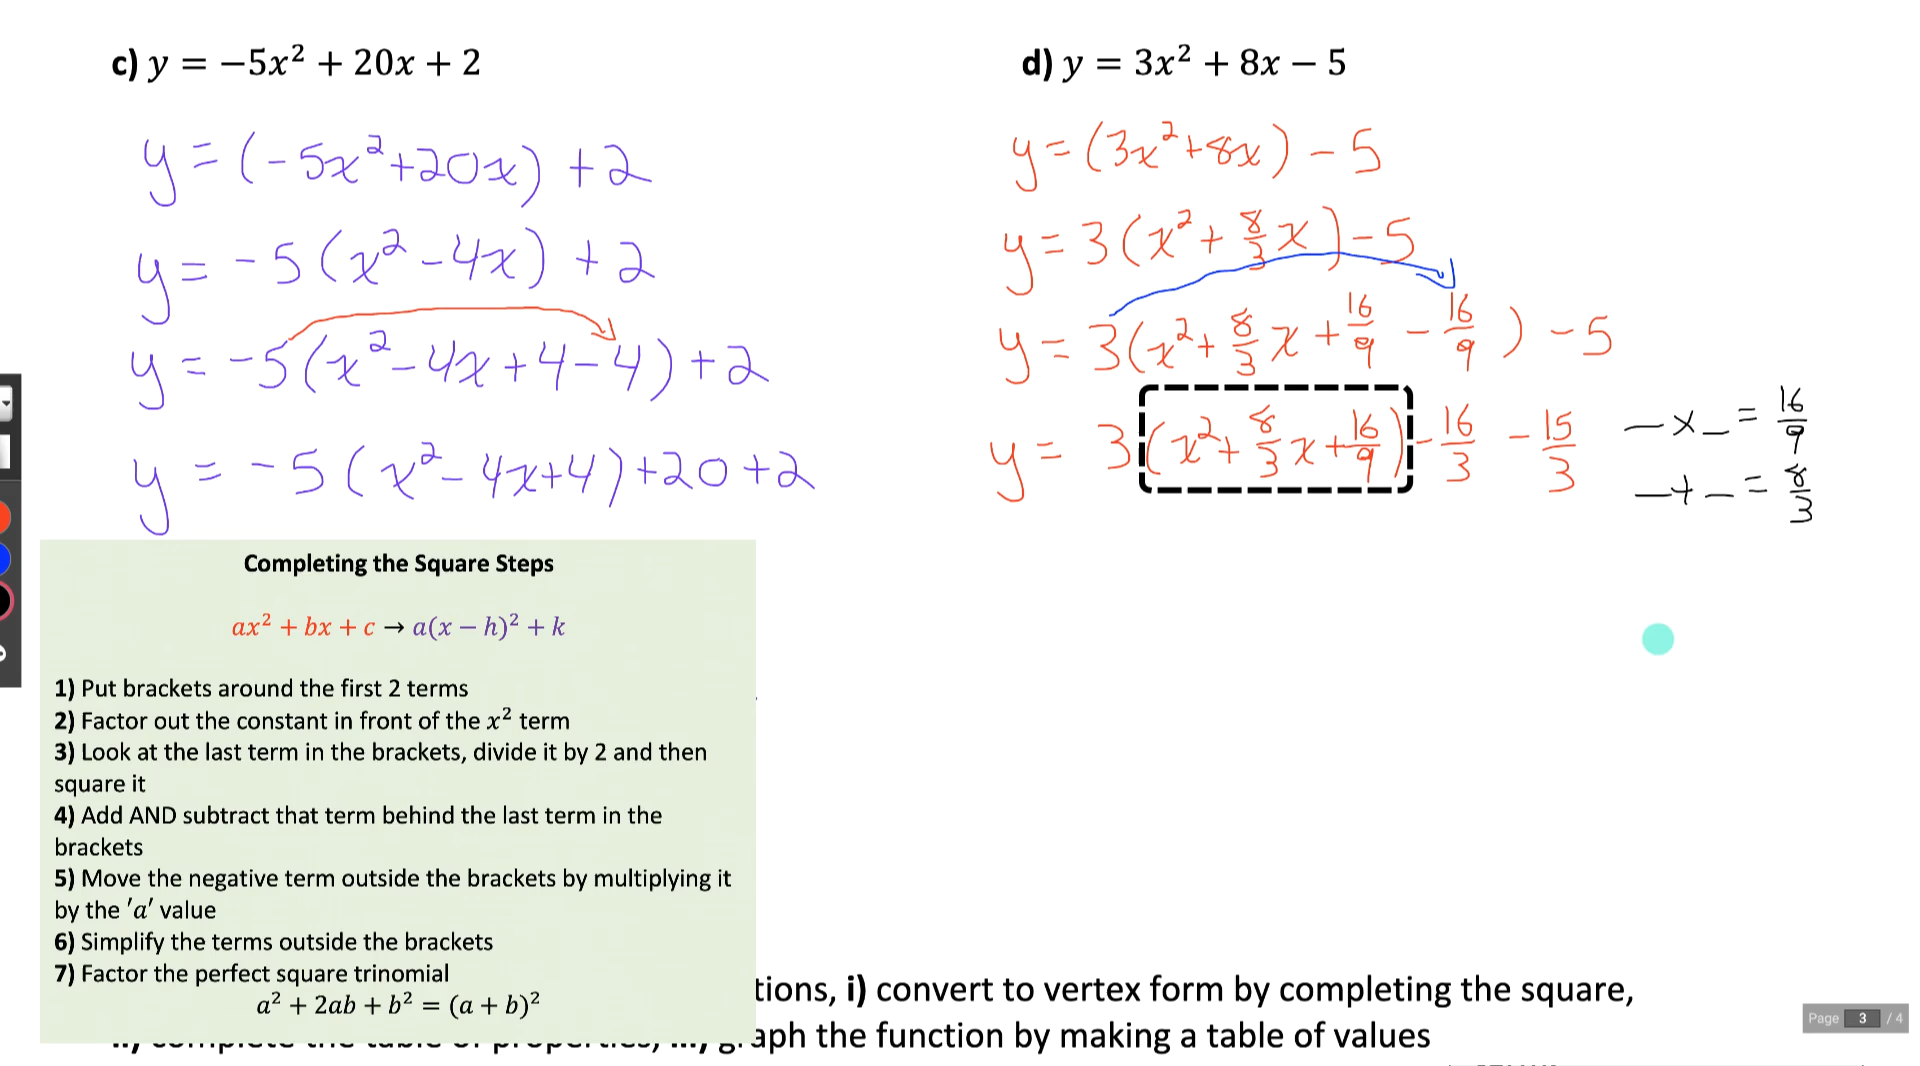 c) y = −5x² + 20x + 2
y = (-5x²+20x) +2
y = -5(x²-4x) +2
y = -5(x²-4x+4-4)+2
y = -5(x²-4x+4)+20+2
d) y = 3x² + 8x − 5
y = (3x²+8x) - 5
y = 3(x²+ 8/3 x) - 5
y = 3(x²+ 8/3 x + 16/9 - 16/9) - 5
y = 3(x²+ 8/3 x + 16/9) - 16/3 - 15/3
_ x _ = 16/9
_ + _ = 8/3
Completing the Square Steps
ax² + bx + c → a(x − h)² + k
1) Put brackets around the first 2 terms
2) Factor out the constant in front of the x² term
3) Look at the last term in the brackets, divide it by 2 and then
square it
4) Add AND subtract that term behind the last term in the
brackets
5) Move the negative term outside the brackets by multiplying it
by the 'a' value
6) Simplify the terms outside the brackets
7) Factor the perfect square trinomial
a² + 2ab + b² = (a + b)²
tions, i) convert to vertex form by completing the square,
graph the function by making a table of values
Page 3 / 4